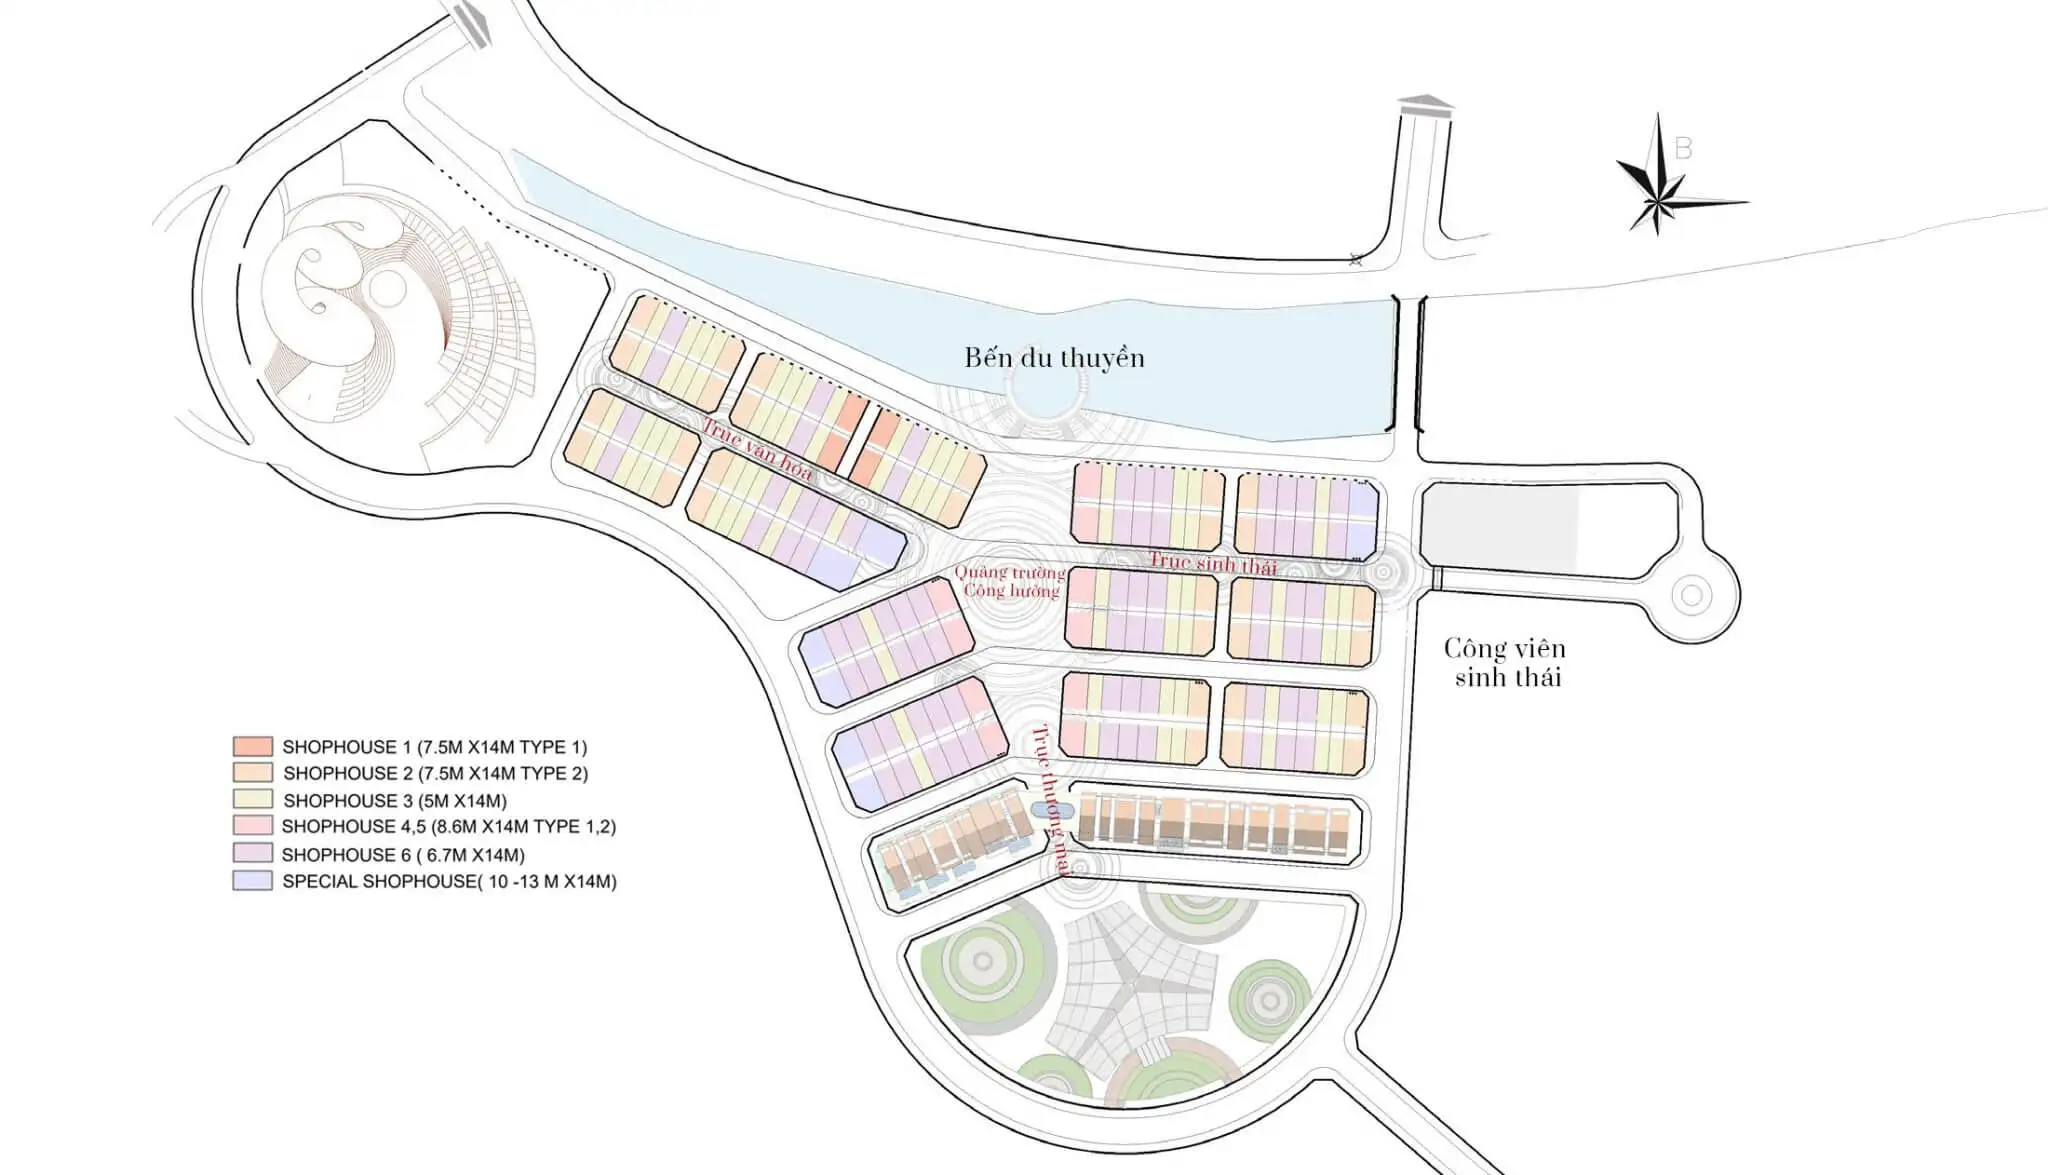 B
Bến du thuyền
Trục văn hóa
Trục sinh thái
Quảng trường
Cộng hưởng
Công viên
sinh thái
Trục thương mại
SHOPHOUSE 1 (7.5M X14M TYPE 1)
SHOPHOUSE 2 (7.5M X14M TYPE 2)
SHOPHOUSE 3 (5M X14M)
SHOPHOUSE 4,5 (8.6M X14M TYPE 1,2)
SHOPHOUSE 6 ( 6.7M X14M)
SPECIAL SHOPHOUSE( 10 -13 M X14M)